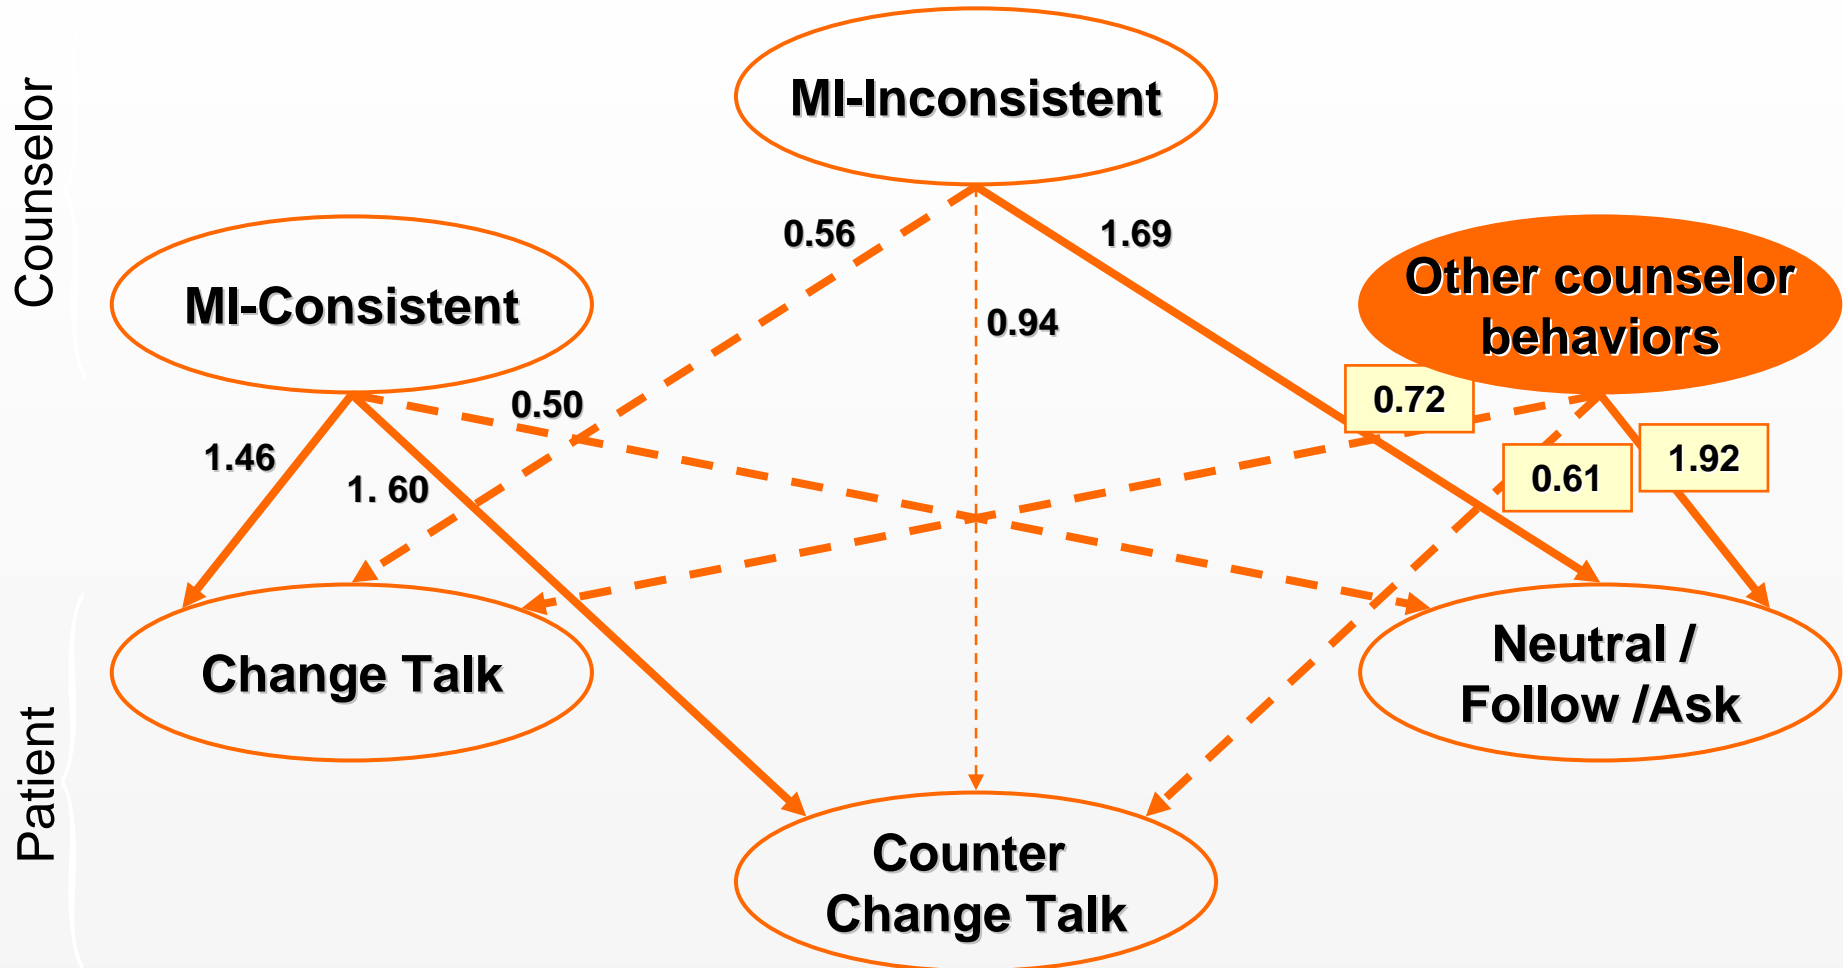 Counselor
MI-Inconsistent
MI-Consistent
Other counselor
behaviors
0.56
1.69
0.94
0.50
0.72
1.46
1. 60
0.61
1.92
Patient
Change Talk
Neutral /
Follow /Ask
Counter
Change Talk